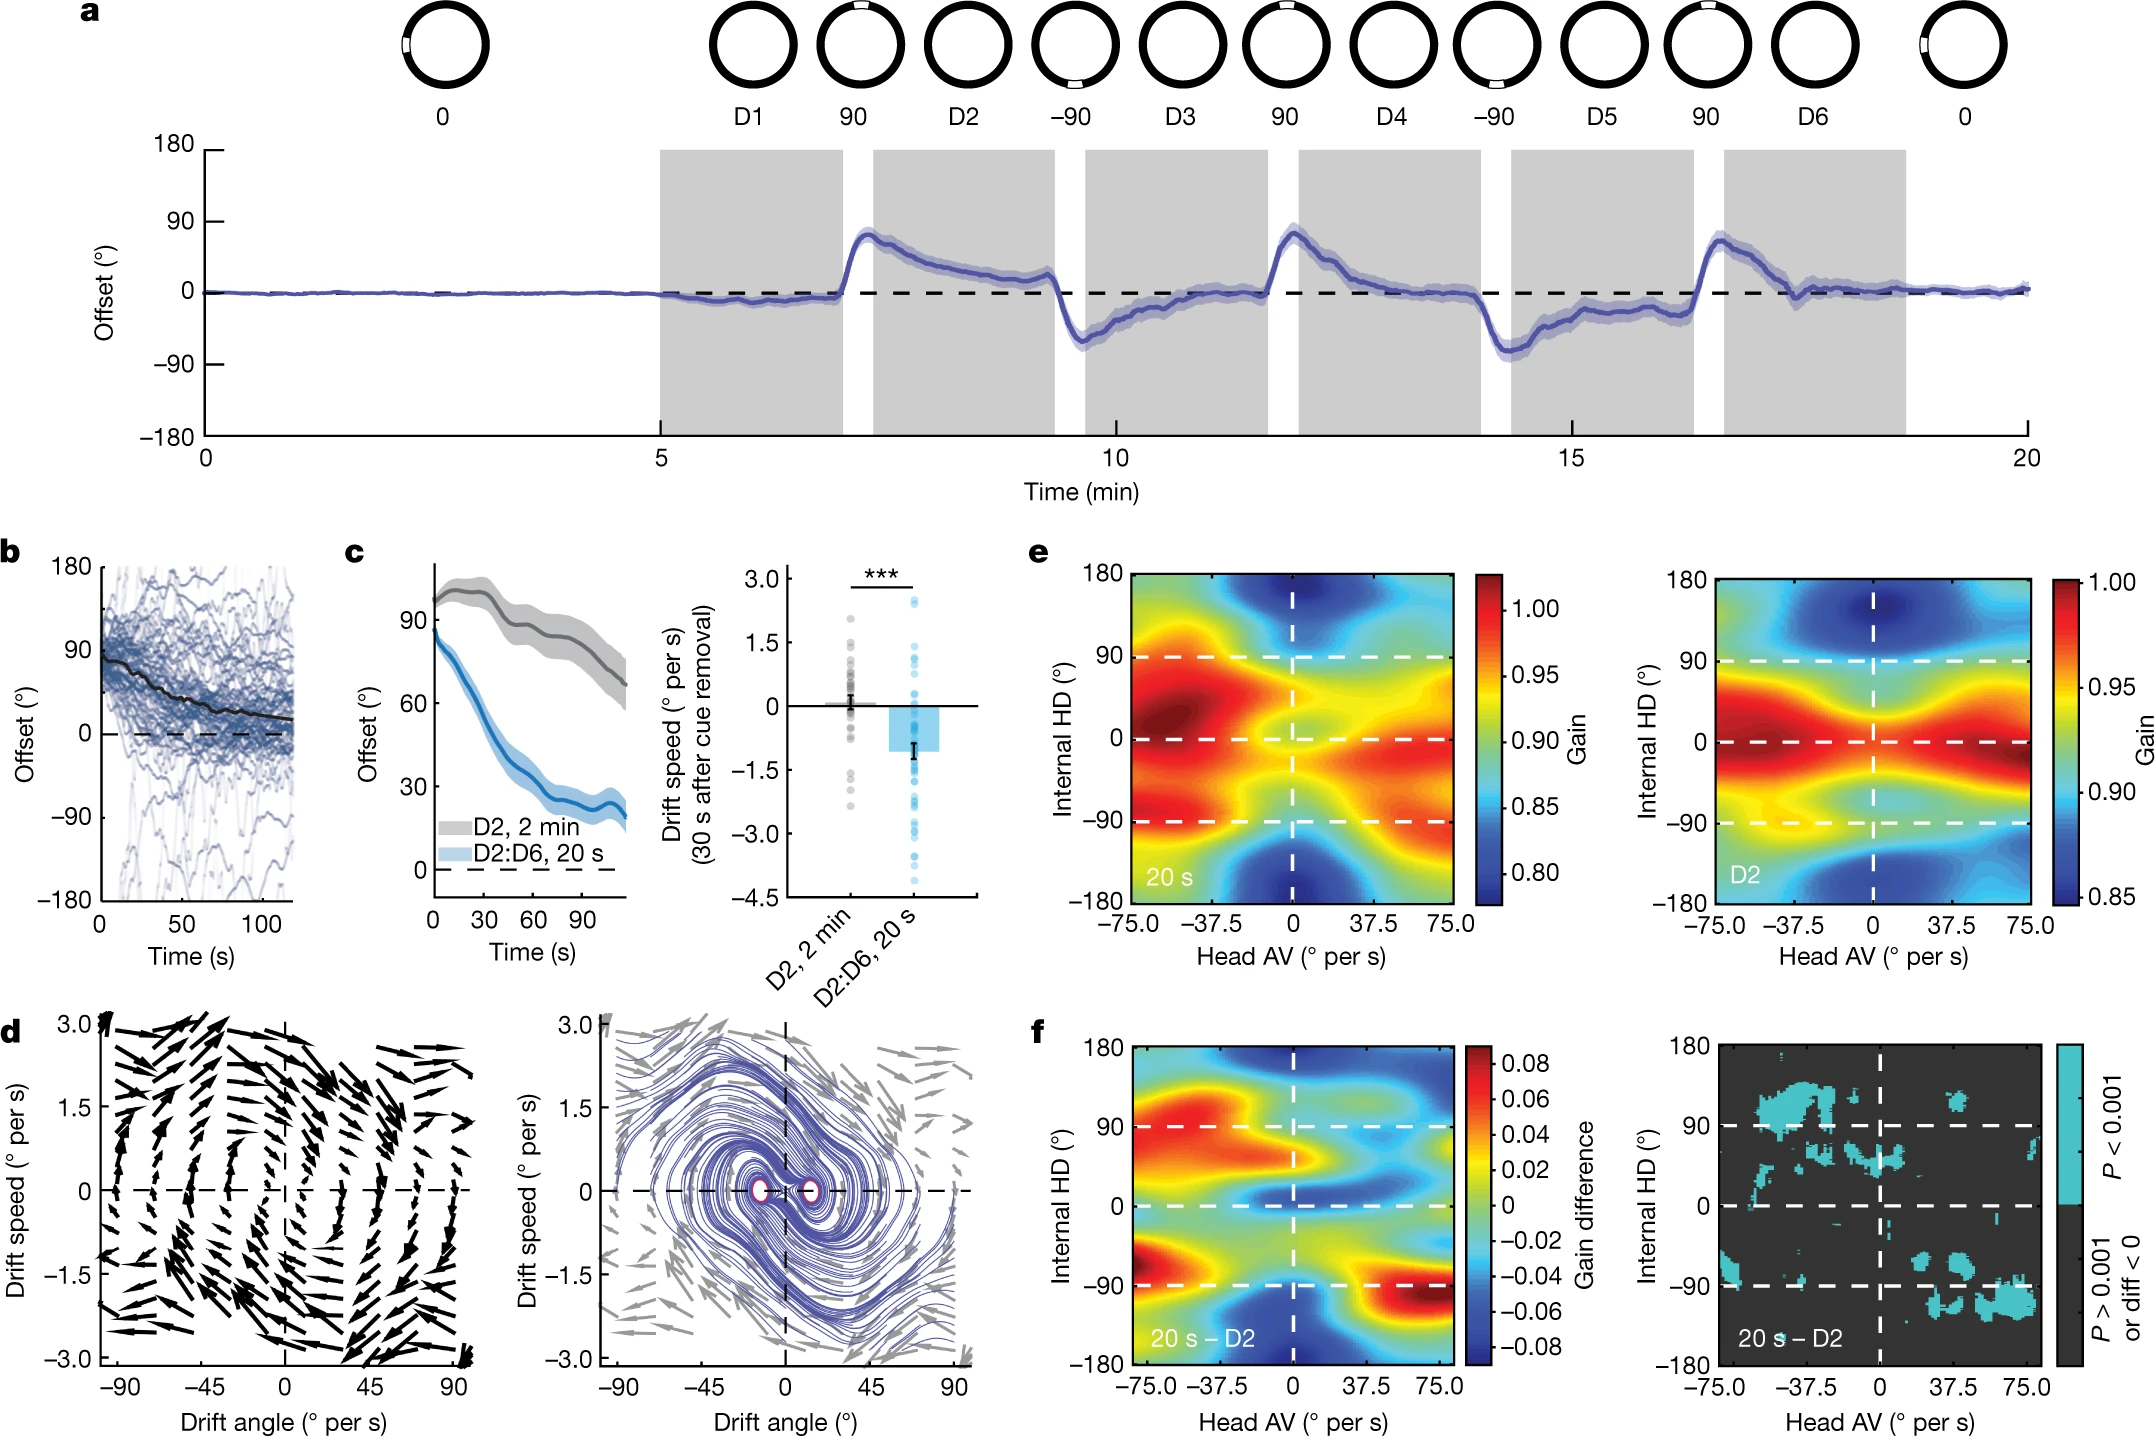 a
0 D1 90 D2 –90 D3 90 D4 –90 D5 90 D6 0
180
90
0
–90
–180
Offset (°)
0 5 10 15 20
Time (min)
b
180
90
0
–90
–180
Offset (°)
0 50 100
Time (s)
c
90
60
30
0
Offset (°)
D2, 2 min
D2:D6, 20 s
0 30 60 90
Time (s)
***
3.0
1.5
0
–1.5
–3.0
–4.5
Drift speed (° per s)
(30 s after cue removal)
D2, 2 min
D2:D6, 20 s
d
3.0
1.5
0
–1.5
–3.0
Drift speed (° per s)
–90 –45 0 45 90
Drift angle (° per s)
3.0
1.5
0
–1.5
–3.0
Drift speed (° per s)
–90 –45 0 45 90
Drift angle (°)
e
180
90
0
–90
–180
Internal HD (°)
20 s
–75.0 –37.5 0 37.5 75.0
Head AV (° per s)
1.00
0.95
0.90
0.85
0.80
Gain
180
90
0
–90
–180
Internal HD (°)
D2
–75.0 –37.5 0 37.5 75.0
Head AV (° per s)
1.00
0.95
0.90
0.85
Gain
f
180
90
0
–90
–180
Internal HD (°)
20 s – D2
–75.0 –37.5 0 37.5 75.0
Head AV (° per s)
0.08
0.06
0.04
0.02
0
–0.02
–0.04
–0.06
–0.08
Gain difference
180
90
0
–90
–180
Internal HD (°)
20 s – D2
–75.0 –37.5 0 37.5 75.0
Head AV (° per s)
P < 0.001
P > 0.001
or diff < 0